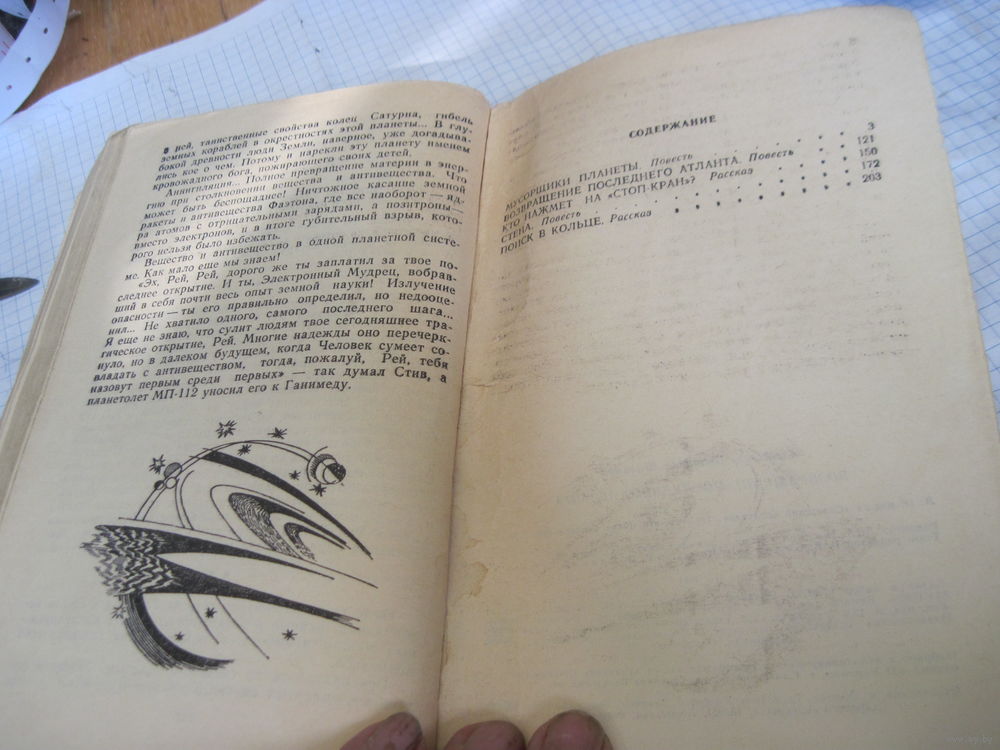 в ней, таинственные свойства колец Сатурна, гибель
земных кораблей в окрестностях этой планеты... В глу-
бокой древности люди Земли, наверное, уже догадыва-
лись кое о чем. Потому и нарекли эту планету именем
кровожадного бога, пожирающего своих детей.
Аннигиляция... Полное превращение материи в энер-
гию при столкновении вещества и антивещества. Что
может быть беспощаднее! Ничтожное касание земной
ракеты и антивещества Фаэтона, где все наоборот — яд-
ра атомов с отрицательными зарядами, а позитроны —
вместо электронов, и в итоге губительный взрыв, кото-
рого нельзя было избежать.
Вещество и антивещество в одной планетной систе-
ме. Как мало еще мы знаем!
«Эх, Рей, Рей, дорого же ты заплатил за твое по-
следнее открытие. И ты, Электронный Мудрец, вобрав-
ший в себя почти весь опыт земной науки! Излучение
опасности — ты его правильно определил, но недооце-
нил... Не хватило одного, самого последнего шага...
Я еще не знаю, что сулит людям твое сегодняшнее тра-
гическое открытие, Рей. Многие надежды оно перечерк-
нуло, но в далеком будущем, когда Человек сумеет со-
владать с антивеществом, тогда, пожалуй, Рей, тебя
назовут первым среди первых» — так думал Стив, а
планетолет МП-112 уносил его к Ганимеду.
СОДЕРЖАНИЕ
МУСОРЩИКИ ПЛАНЕТЫ. Повесть . . . . . 3
ВОЗВРАЩЕНИЕ ПОСЛЕДНЕГО АТЛАНТА. Повесть 121
КТО НАЖМЕТ НА «СТОП-КРАН»? Рассказ . . . 150
СТЕНА. Повесть . . . . . . . . 172
ПОИСК В КОЛЬЦЕ. Рассказ . . . . . . 203